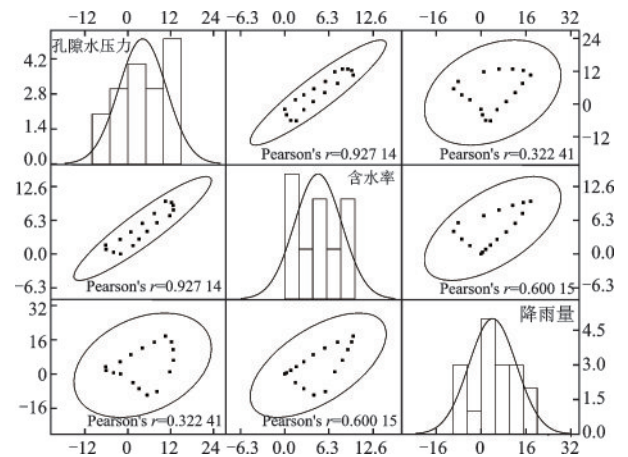 −12 0 12 24 −6.3 0.0 6.3 12.6 −16 0 16 32
孔隙水压力
4.2
2.8
1.4
0.0
24
12
0
−12
Pearson's r=0.927 14
Pearson's r=0.322 41
含水率
12.6
6.3
0.0
−6.3
12.6
6.3
0.0
−6.3
Pearson's r=0.927 14
Pearson's r=0.600 15
降雨量
32
16
0
−16
4.5
3.0
1.5
0.0
Pearson's r=0.322 41
Pearson's r=0.600 15
−12 0 12 24 −6.3 0.0 6.3 12.6 −16 0 16 32